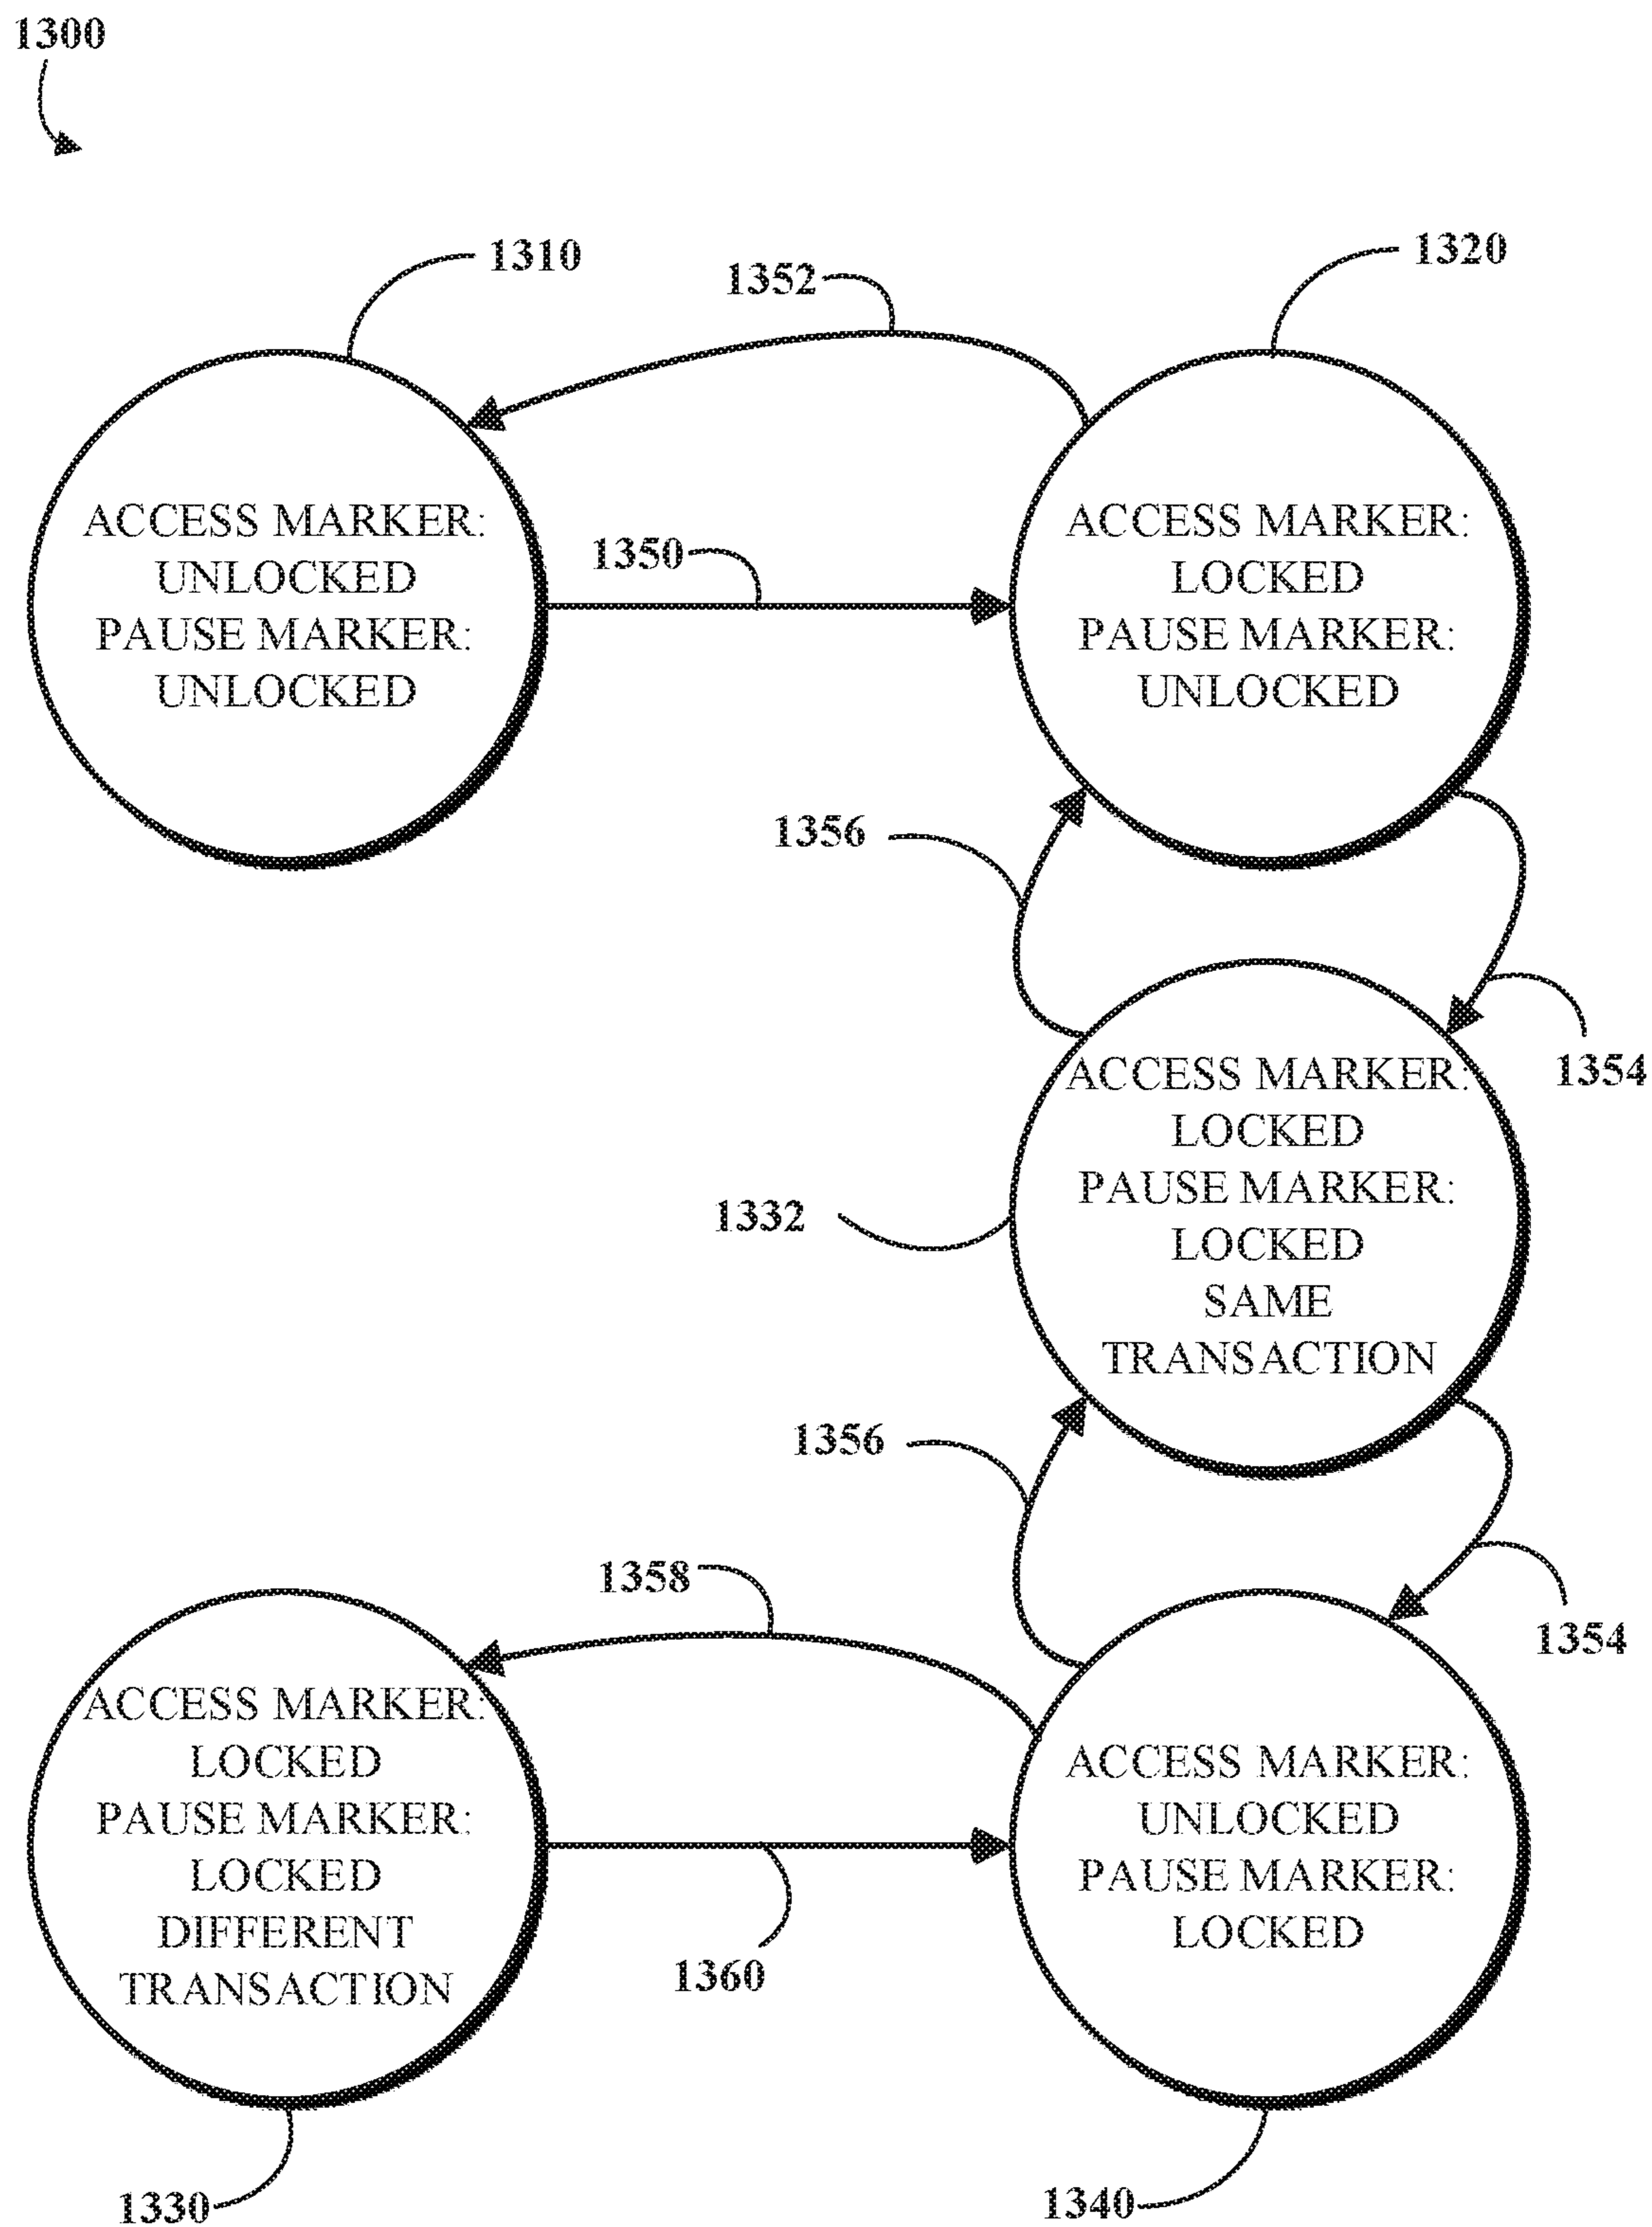 1300
1310
1352
1320
ACCESS MARKER:
UNLOCKED
PAUSE MARKER:
UNLOCKED
1350
ACCESS MARKER:
LOCKED
PAUSE MARKER:
UNLOCKED
1356
1354
1332
ACCESS MARKER:
LOCKED
PAUSE MARKER:
LOCKED
SAME
TRANSACTION
1356
1354
1358
ACCESS MARKER:
LOCKED
PAUSE MARKER:
LOCKED
DIFFERENT
TRANSACTION
1360
ACCESS MARKER:
UNLOCKED
PAUSE MARKER:
LOCKED
1330
1340